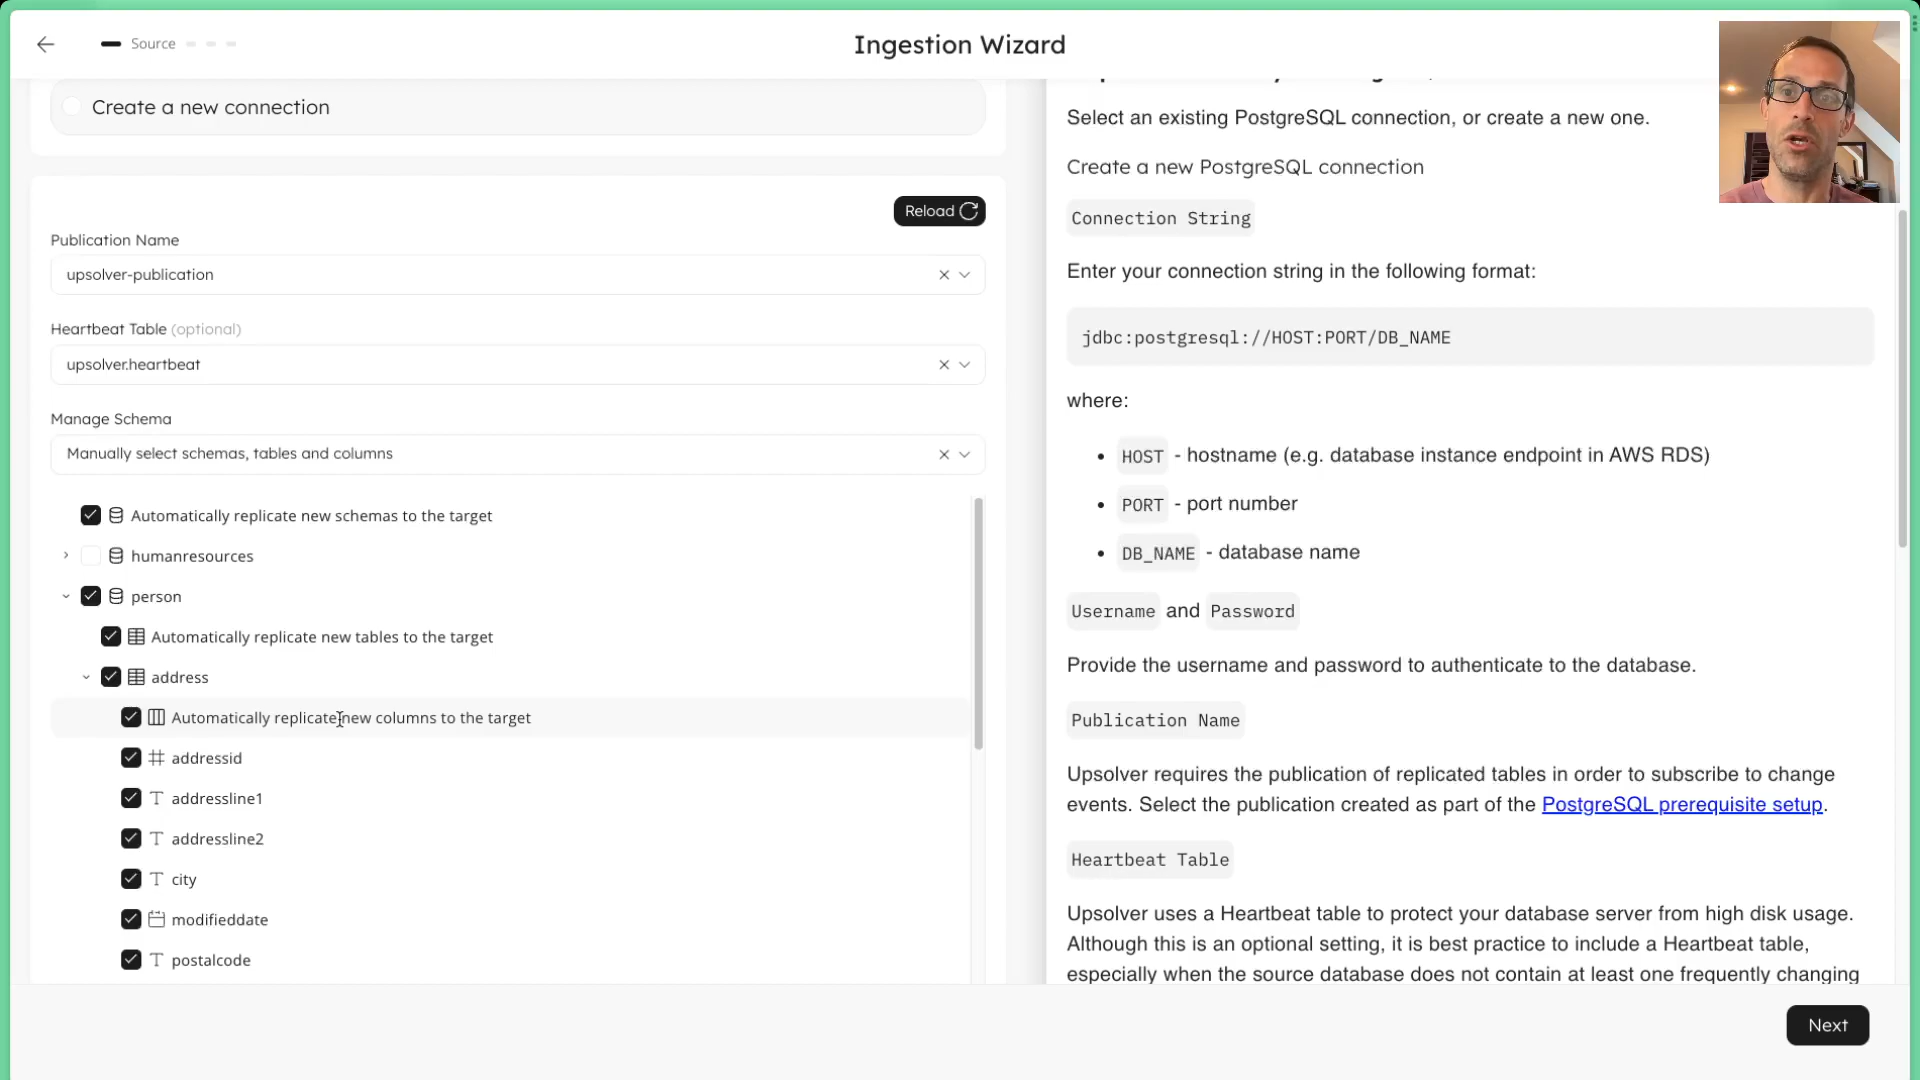 Source
Ingestion Wizard
Create a new connection
Reload
Publication Name
upsolver-publication
Heartbeat Table (optional)
upsolver.heartbeat
Manage Schema
Manually select schemas, tables and columns
Automatically replicate new schemas to the target
humanresources
person
Automatically replicate new tables to the target
address
Automatically replicate new columns to the target
addressid
addressline1
addressline2
city
modifieddate
postalcode
Select an existing PostgreSQL connection, or create a new one.
Create a new PostgreSQL connection
Connection String
Enter your connection string in the following format:
jdbc:postgresql://HOST:PORT/DB_NAME
where:
HOST - hostname (e.g. database instance endpoint in AWS RDS)
PORT - port number
DB_NAME - database name
Username and Password
Provide the username and password to authenticate to the database.
Publication Name
Upsolver requires the publication of replicated tables in order to subscribe to change
events. Select the publication created as part of the PostgreSQL prerequisite setup.
Heartbeat Table
Upsolver uses a Heartbeat table to protect your database server from high disk usage.
Although this is an optional setting, it is best practice to include a Heartbeat table,
especially when the source database does not contain at least one frequently changing
Next